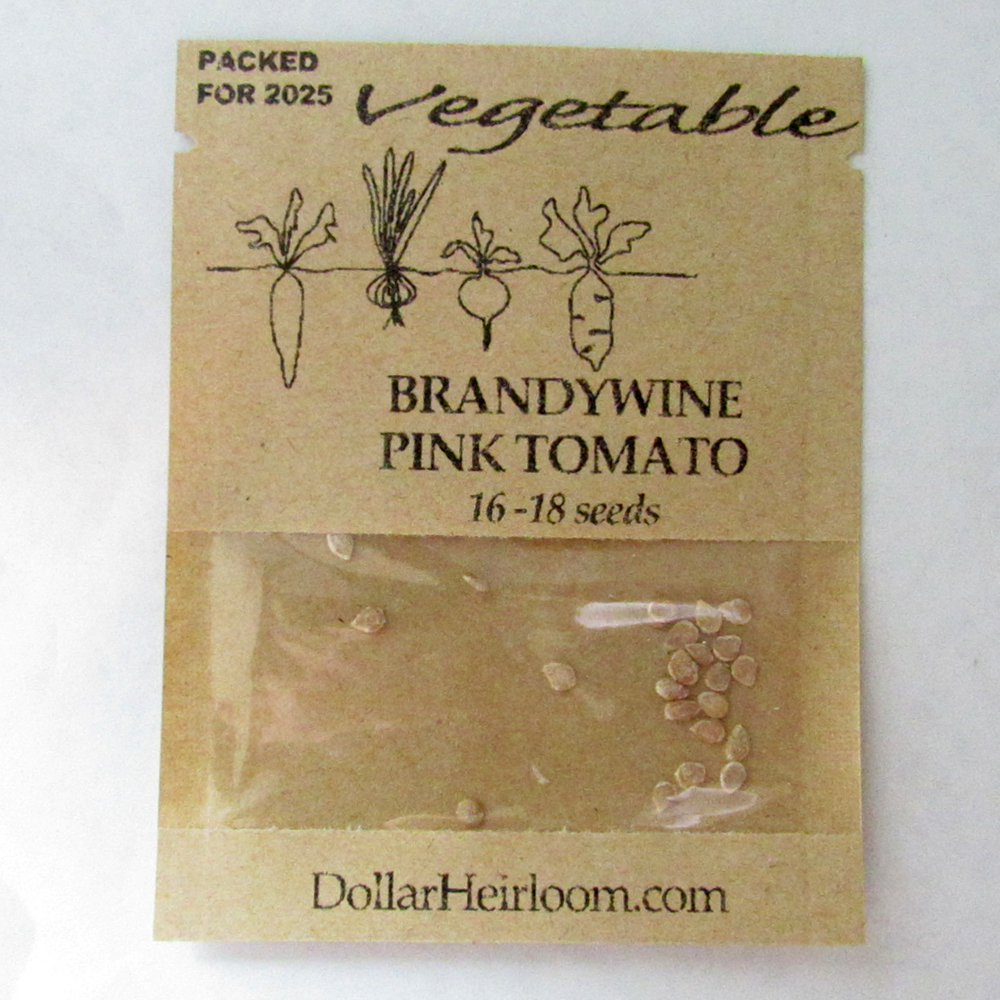 PACKED
FOR 2025
Vegetable
BRANDYWINE
PINK TOMATO
16-18 seeds
DollarHeirloom.com